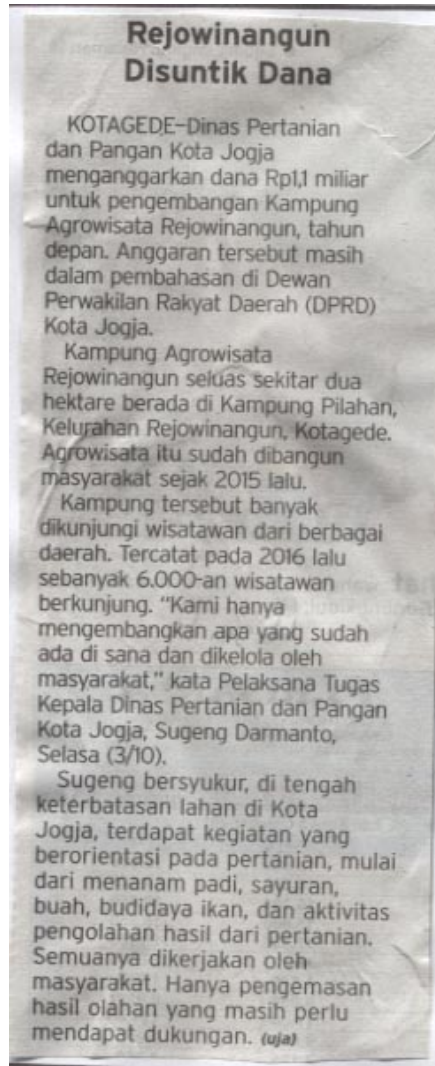 Rejowinangun
Disuntik Dana
KOTAGEDE–Dinas Pertanian
dan Pangan Kota Jogja
menganggarkan dana Rp1,1 miliar
untuk pengembangan Kampung
Agrowisata Rejowinangun, tahun
depan. Anggaran tersebut masih
dalam pembahasan di Dewan
Perwakilan Rakyat Daerah (DPRD)
Kota Jogja.
Kampung Agrowisata
Rejowinangun seluas sekitar dua
hektare berada di Kampung Pilahan,
Kelurahan Rejowinangun, Kotagede.
Agrowisata itu sudah dibangun
masyarakat sejak 2015 lalu.
Kampung tersebut banyak
dikunjungi wisatawan dari berbagai
daerah. Tercatat pada 2016 lalu
sebanyak 6.000-an wisatawan
berkunjung. "Kami hanya
mengembangkan apa yang sudah
ada di sana dan dikelola oleh
masyarakat," kata Pelaksana Tugas
Kepala Dinas Pertanian dan Pangan
Kota Jogja, Sugeng Darmanto,
Selasa (3/10).
Sugeng bersyukur, di tengah
keterbatasan lahan di Kota
Jogja, terdapat kegiatan yang
berorientasi pada pertanian, mulai
dari menanam padi, sayuran,
buah, budidaya ikan, dan aktivitas
pengolahan hasil dari pertanian.
Semuanya dikerjakan oleh
masyarakat. Hanya pengemasan
hasil olahan yang masih perlu
mendapat dukungan. (uja)